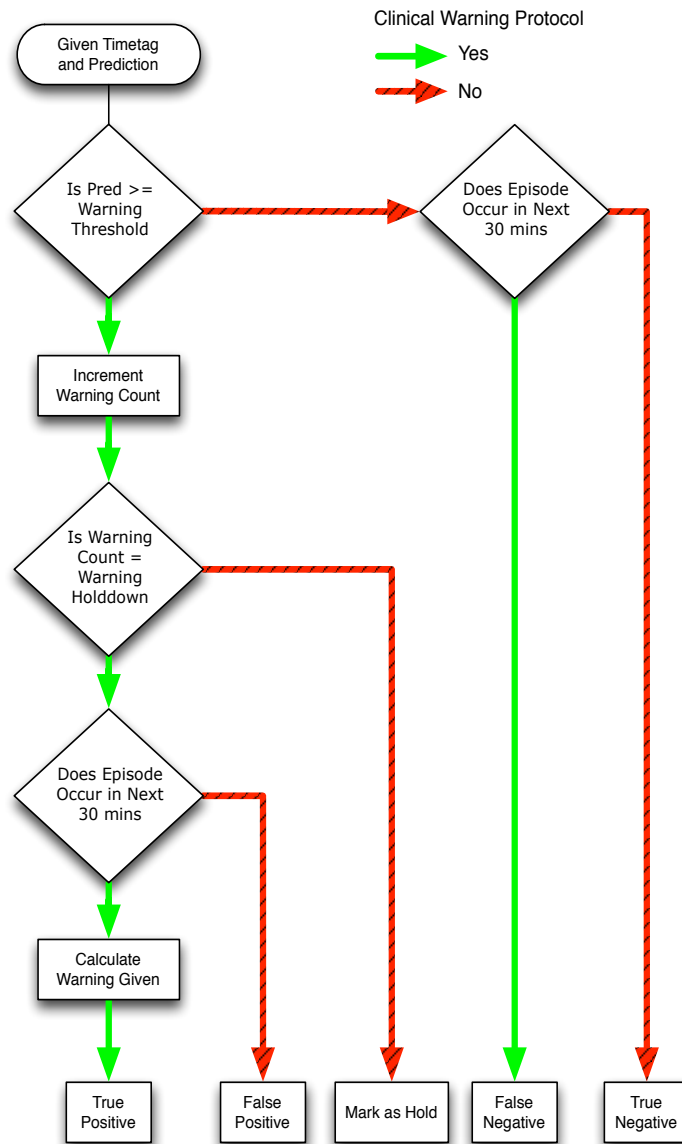 Clinical Warning Protocol
Yes
No
Given Timetag
and Prediction
Is Pred >=
Warning
Threshold
Does Episode
Occur in Next
30 mins
Increment
Warning Count
Is Warning
Count =
Warning
Holddown
Does Episode
Occur in Next
30 mins
Calculate
Warning Given
True
Positive
False
Positive
Mark as Hold
False
Negative
True
Negative